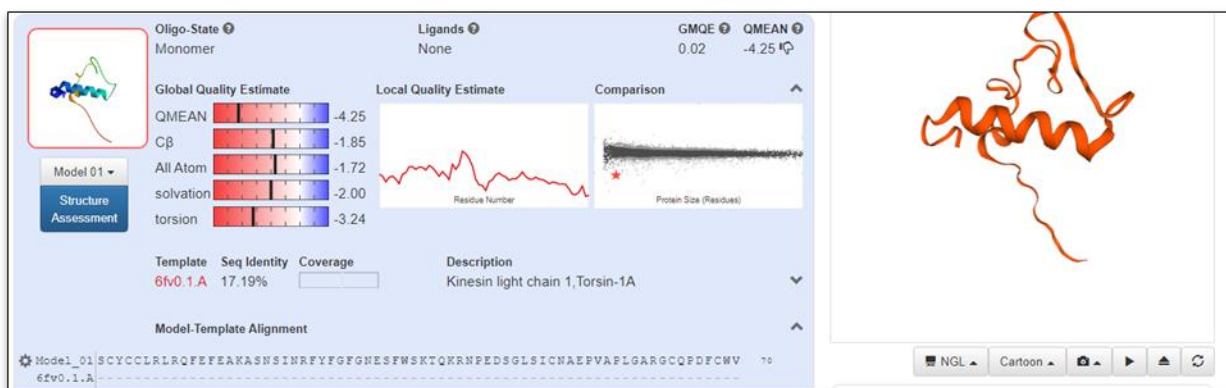 Oligo-State Ligands GMQE QMEAN
Monomer None 0.02 -4.25
Global Quality Estimate Local Quality Estimate Comparison
QMEAN -4.25
Cβ -1.85
All Atom -1.72
solvation -2.00
torsion -3.24
Residue Number
Protein Size (Residues)
Model 01
Structure
Assessment
Template Seq Identity Coverage Description
6fv0.1.A 17.19% Kinesin light chain 1,Torsin-1A
Model-Template Alignment
Model_01 SCYCCLRLRQFEFEAKASNSINRFYFGFGNESFWSKTQKRNPEDSGLSICNAEPVAPLGARGCQPDFCWV 70
6fv0.1.A ----------------------------------------------------------------------
NGL Cartoon